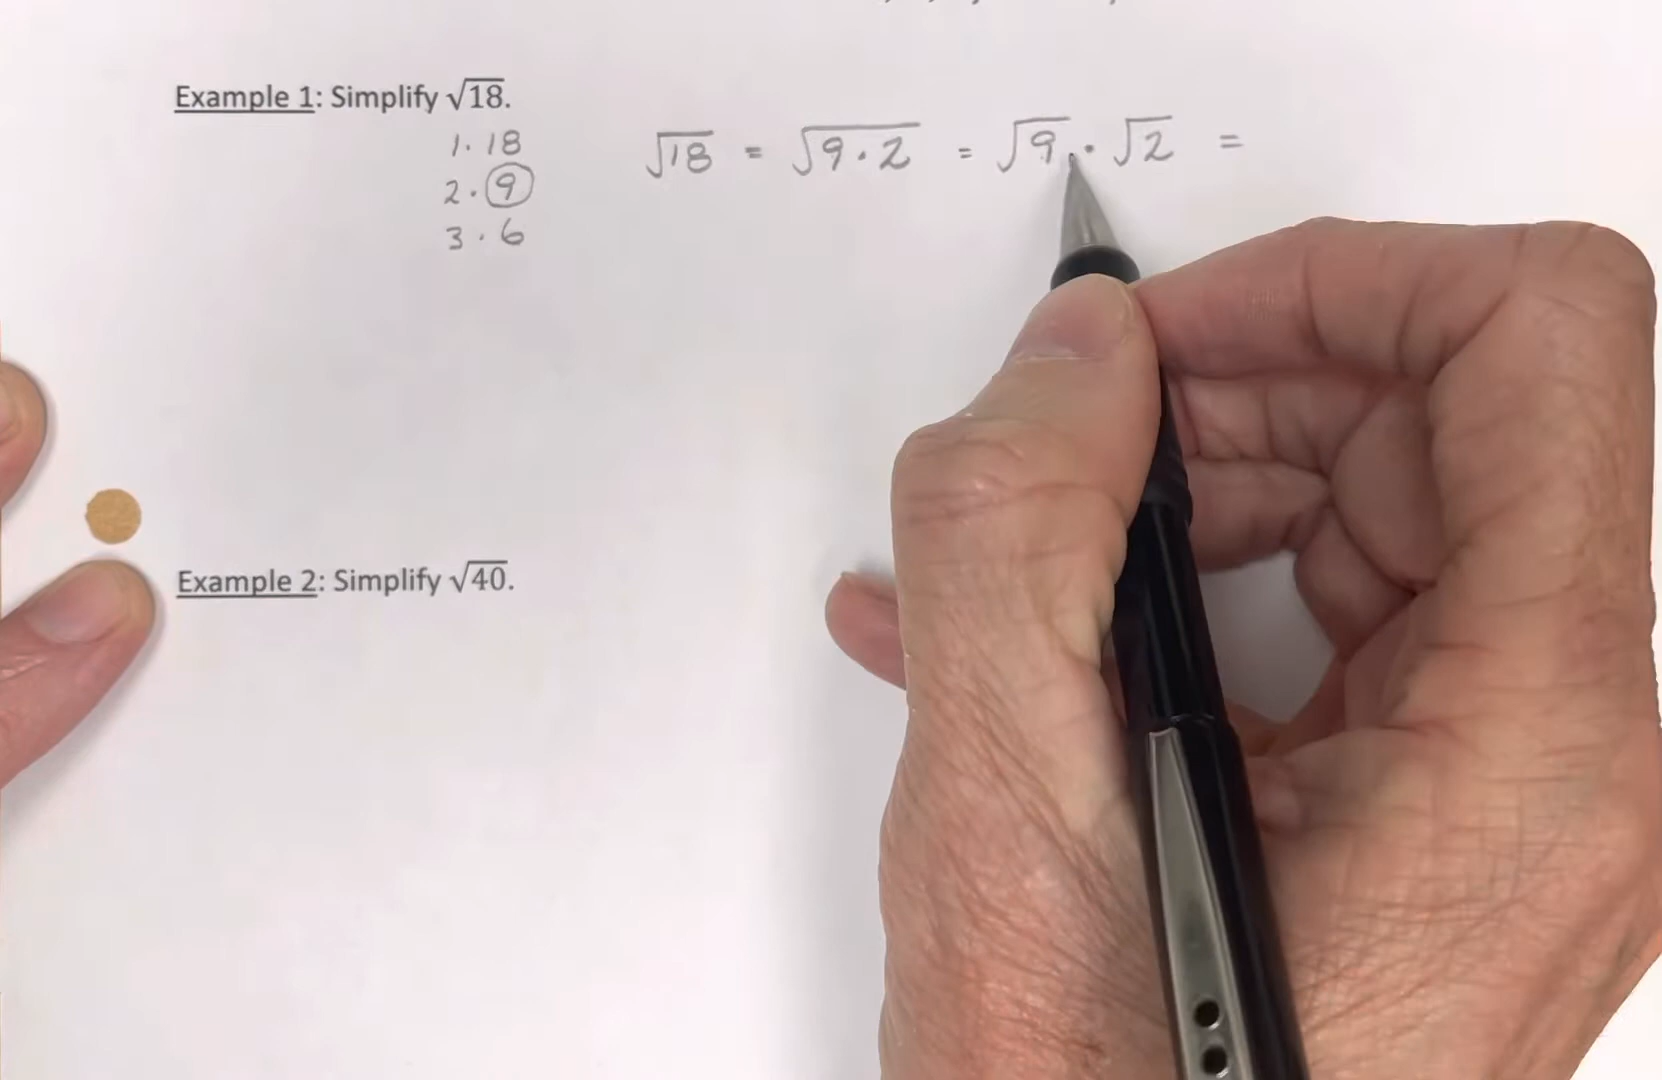 Example 1: Simplify √18.
1. 18
2 · 9
3 · 6
√18 = √9·2 = √9 · √2 =
Example 2: Simplify √40.